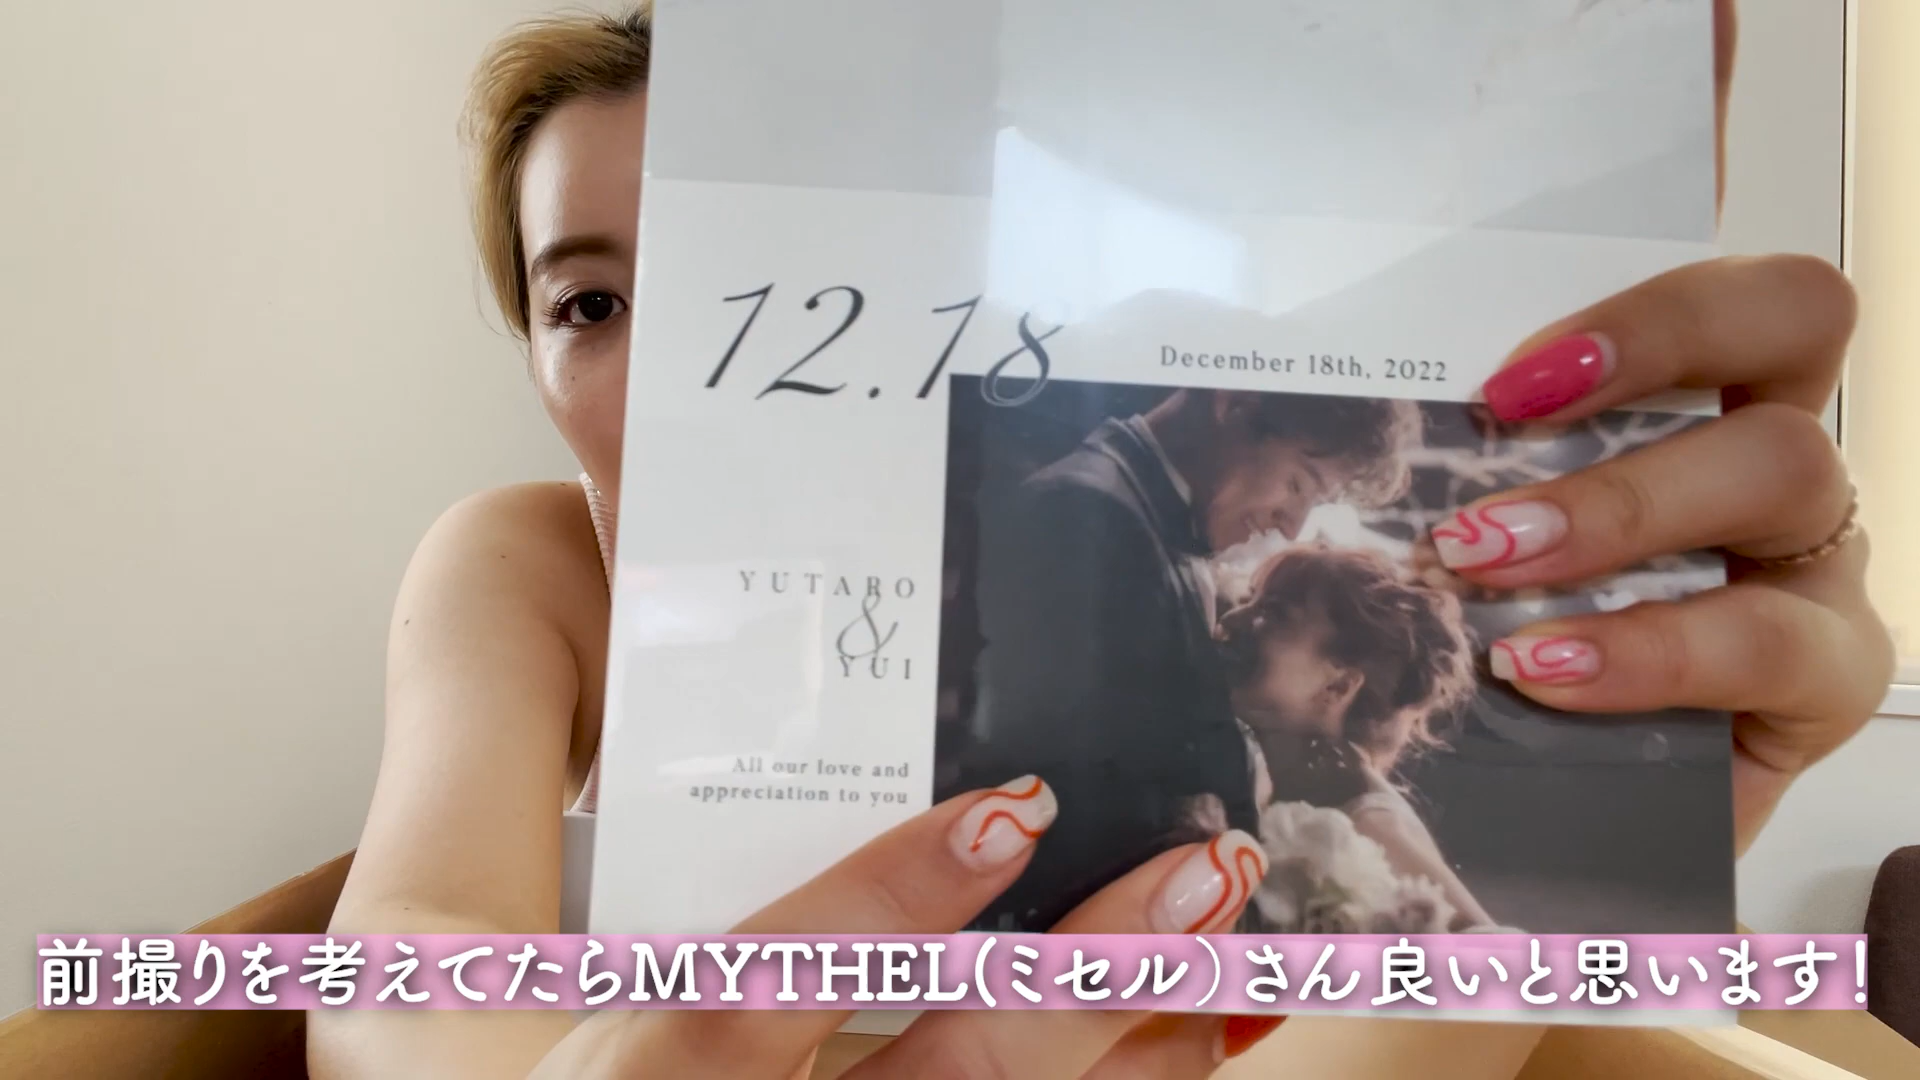 12.18
December 18th, 2022
YUTARO
&
YUI
All our love and
appreciation to you
前撮りを考えてたらMYTHEL(ミセル)さん良いと思います!